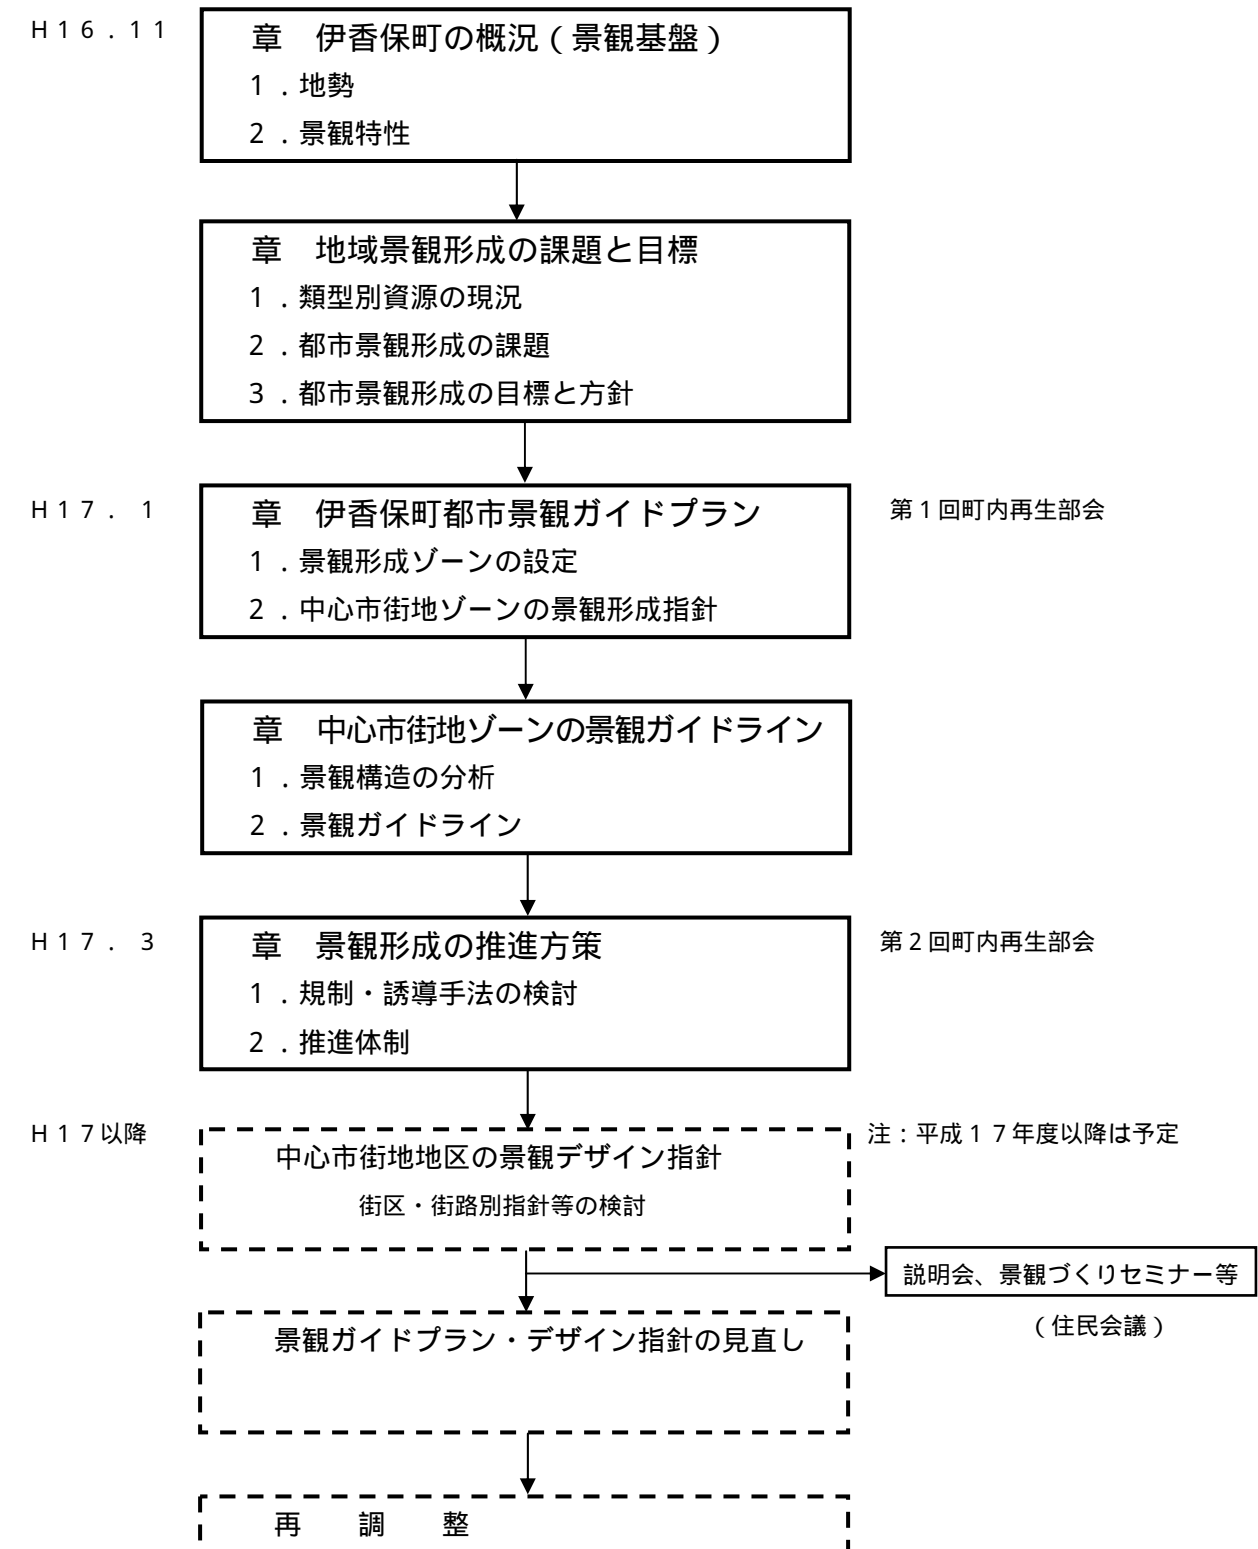 H16.11
章 伊香保町の概況(景観基盤)
1.地勢
2.景観特性
章 地域景観形成の課題と目標
1.類型別資源の現況
2.都市景観形成の課題
3.都市景観形成の目標と方針
H17. 1
章 伊香保町都市景観ガイドプラン
第1回町内再生部会
1.景観形成ゾーンの設定
2.中心市街地ゾーンの景観形成指針
章 中心市街地ゾーンの景観ガイドライン
1.景観構造の分析
2.景観ガイドライン
H17. 3
章 景観形成の推進方策
第2回町内再生部会
1.規制・誘導手法の検討
2.推進体制
H17以降
注:平成17年度以降は予定
中心市街地地区の景観デザイン指針
街区・街路別指針等の検討
説明会、景観づくりセミナー等
(住民会議)
景観ガイドプラン・デザイン指針の見直し
再 調 整